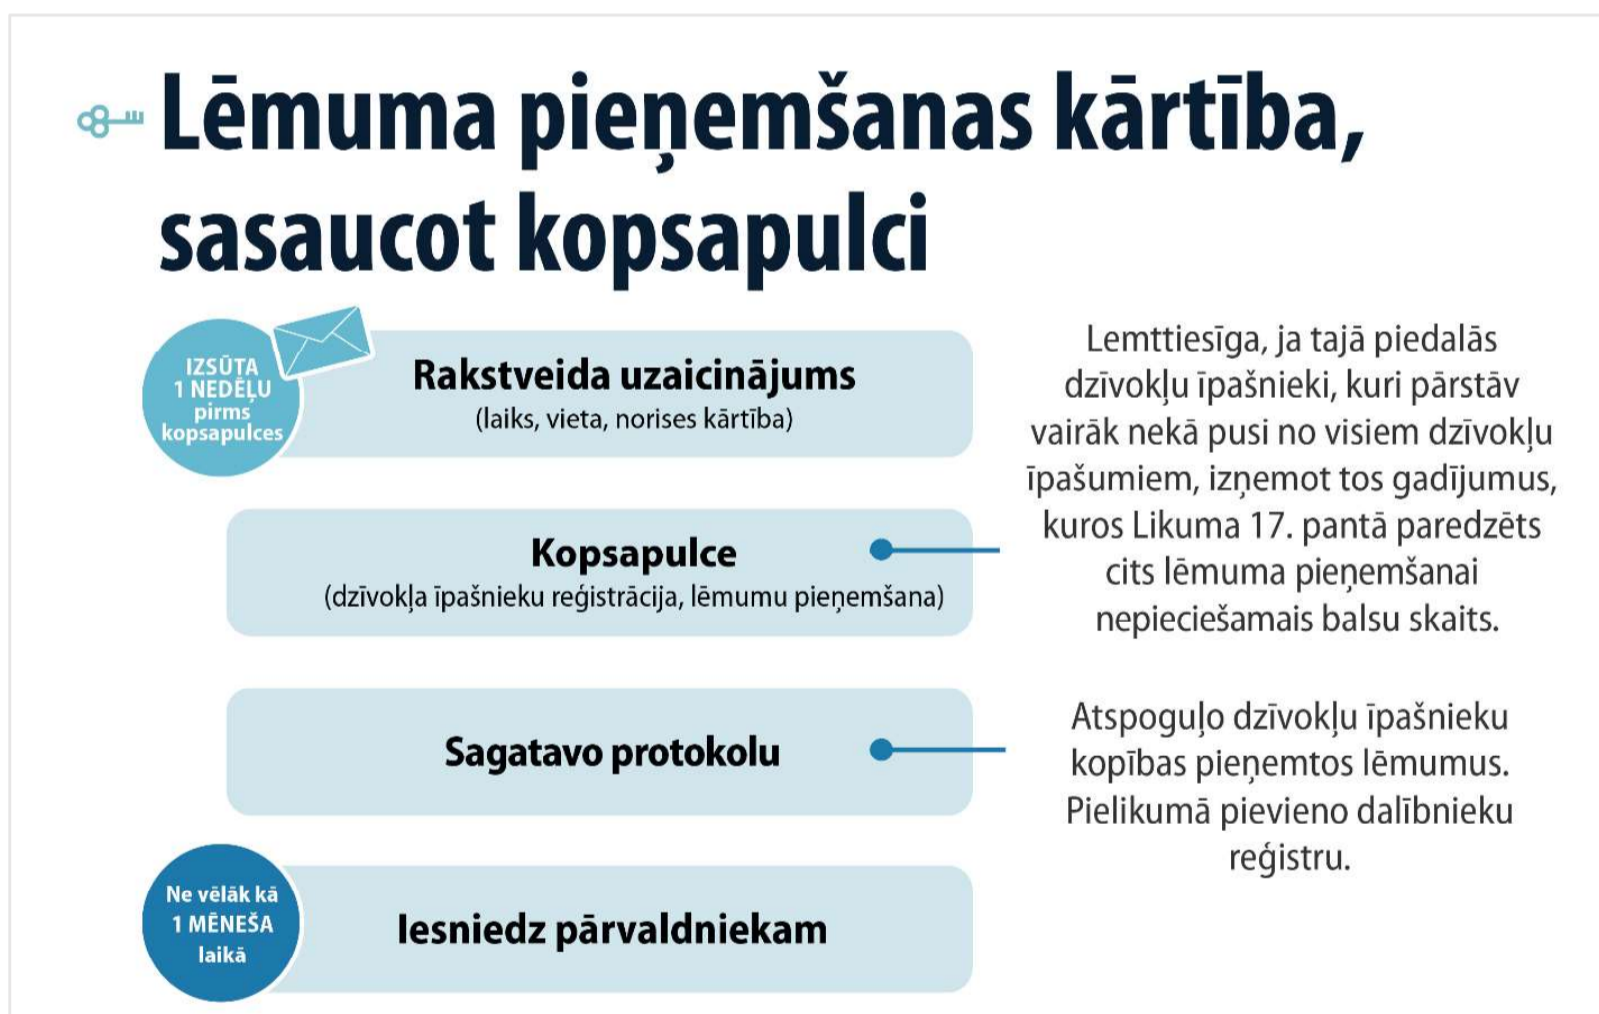 Lēmuma pieņemšanas kārtība,
sasaucot kopsapulci
IZSŪTA
1 NEDĒĻU
pirms
kopsapulces
Rakstveida uzaicinājums
(laiks, vieta, norises kārtība)
Kopsapulce
(dzīvokļa īpašnieku reģistrācija, lēmumu pieņemšana)
Lemttiesīga, ja tajā piedalās
dzīvokļu īpašnieki, kuri pārstāv
vairāk nekā pusi no visiem dzīvokļu
īpašumiem, izņemot tos gadījumus,
kuros Likuma 17. pantā paredzēts
cits lēmuma pieņemšanai
nepieciešamais balsu skaits.
Sagatavo protokolu
Atspoguļo dzīvokļu īpašnieku
kopības pieņemtos lēmumus.
Pielikumā pievieno dalībnieku
reģistru.
Ne vēlāk kā
1 MĒNEŠA
laikā
Iesniedz pārvaldniekam